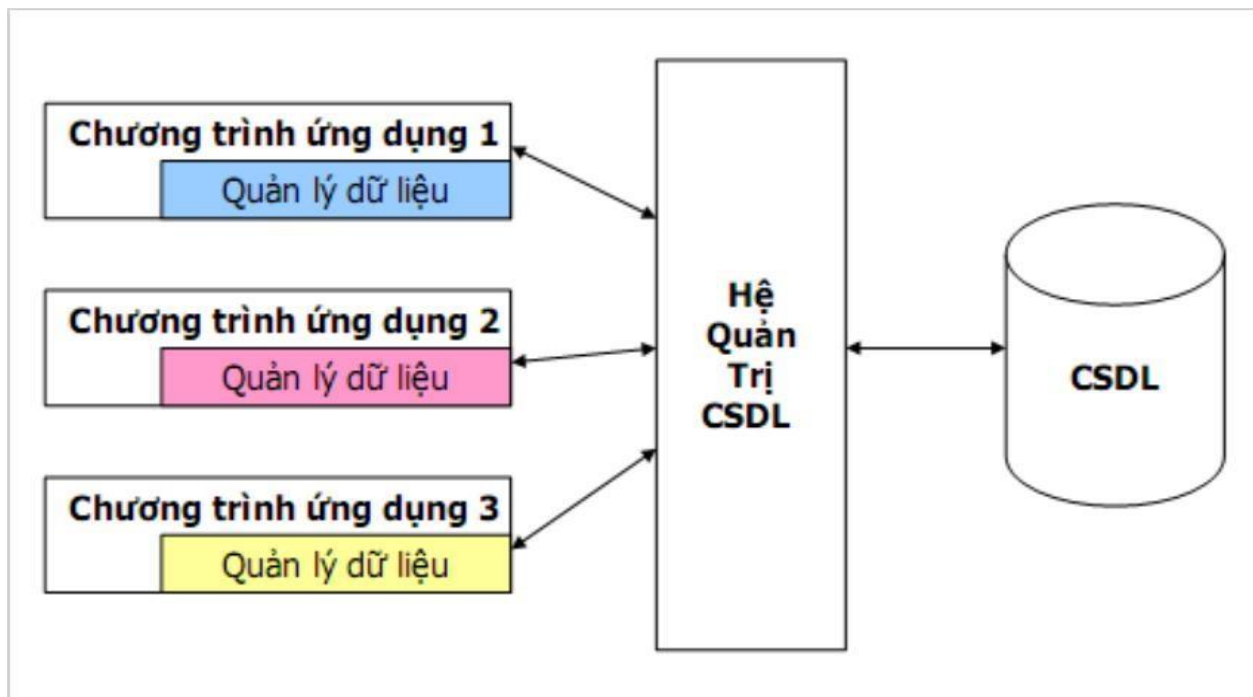 Chương trình ứng dụng 1
Quản lý dữ liệu
Chương trình ứng dụng 2
Quản lý dữ liệu
Chương trình ứng dụng 3
Quản lý dữ liệu
Hệ
Quản
Trị
CSDL
CSDL